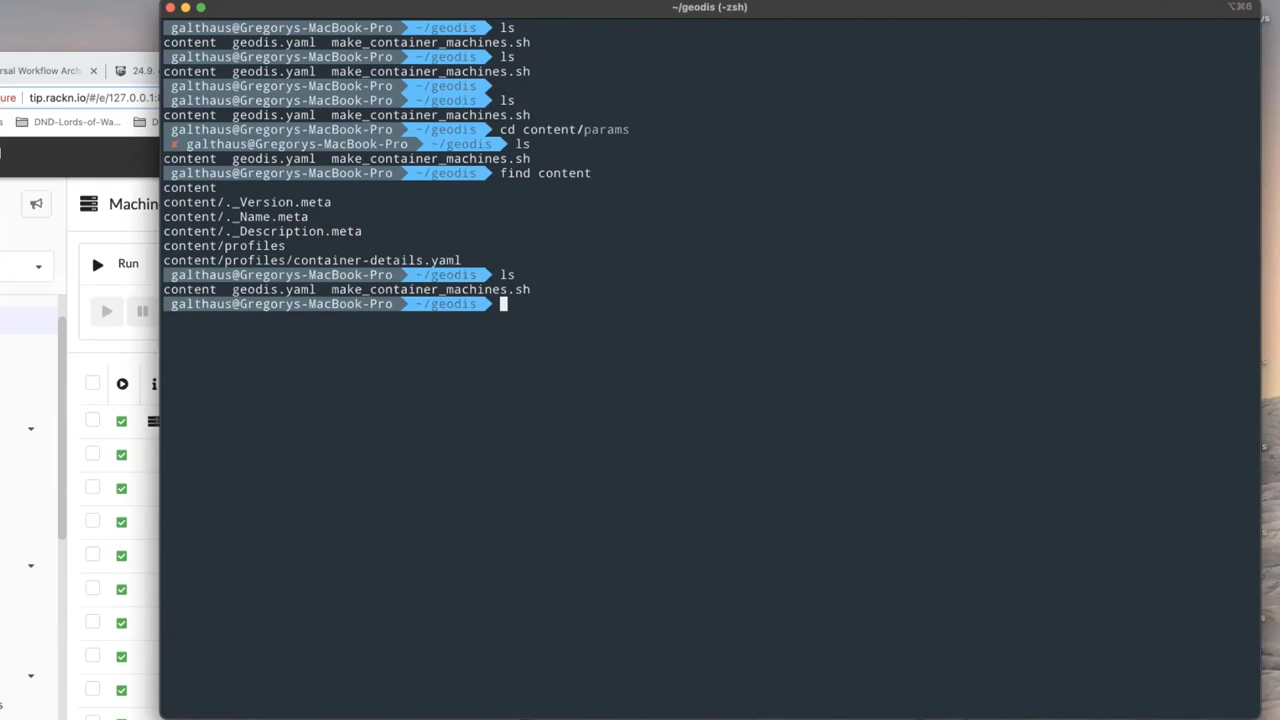 ~/geodis (-zsh)
⌥⌘6
galthaus@Gregorys-MacBook-Pro ~/geodis ls
content geodis.yaml make_container_machines.sh
galthaus@Gregorys-MacBook-Pro ~/geodis ls
content geodis.yaml make_container_machines.sh
galthaus@Gregorys-MacBook-Pro ~/geodis
galthaus@Gregorys-MacBook-Pro ~/geodis ls
content geodis.yaml make_container_machines.sh
galthaus@Gregorys-MacBook-Pro ~/geodis cd content/params
✘ galthaus@Gregorys-MacBook-Pro ~/geodis ls
content geodis.yaml make_container_machines.sh
galthaus@Gregorys-MacBook-Pro ~/geodis find content
content
content/._Version.meta
content/._Name.meta
content/._Description.meta
content/profiles
content/profiles/container-details.yaml
galthaus@Gregorys-MacBook-Pro ~/geodis ls
content geodis.yaml make_container_machines.sh
galthaus@Gregorys-MacBook-Pro ~/geodis
rsal Workflow Arch
24.9.
ure tip.rackn.io/#/e/127.0.0.1:8
DND-Lords-of-Wa...
Machin
Run